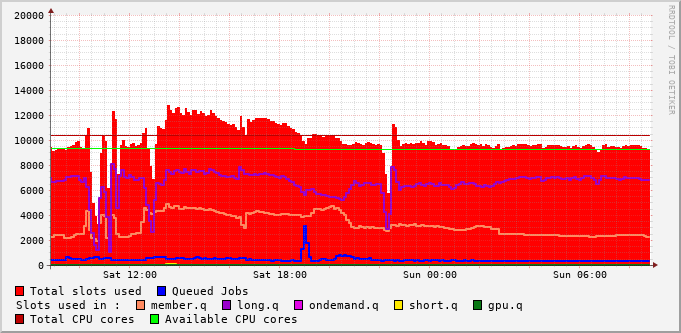 20000
18000
16000
14000
12000
10000
8000
6000
4000
2000
0
Sat 12:00 Sat 18:00 Sun 00:00 Sun 06:00
Total slots used Queued Jobs
Slots used in : member.q long.q ondemand.q short.q gpu.q
Total CPU cores Available CPU cores
RRDTOOL / TOBI OETIKER